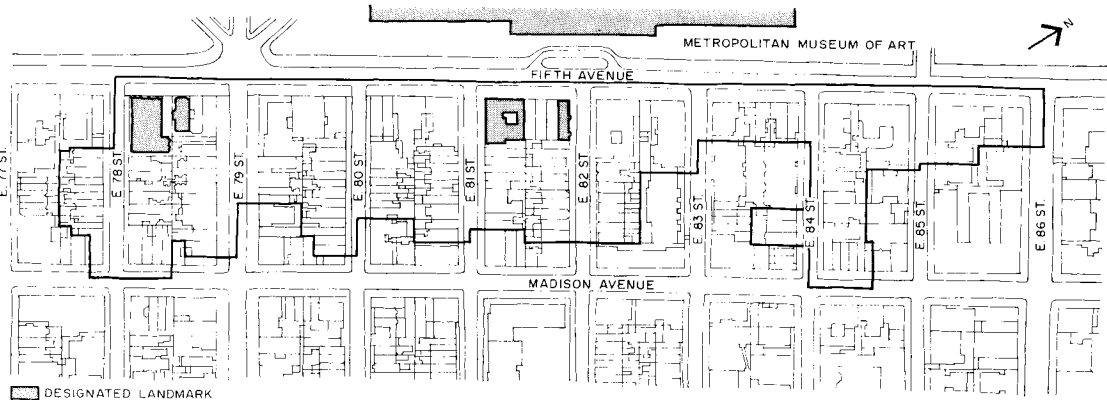 N
METROPOLITAN MUSEUM OF ART
FIFTH AVENUE
E. 77 ST.
E 78 ST.
E. 79 ST.
E. 80 ST.
E. 81 ST.
E. 82 ST.
E. 83 ST.
E. 84 ST.
E. 85 ST.
E. 86 ST.
MADISON AVENUE
DESIGNATED LANDMARK